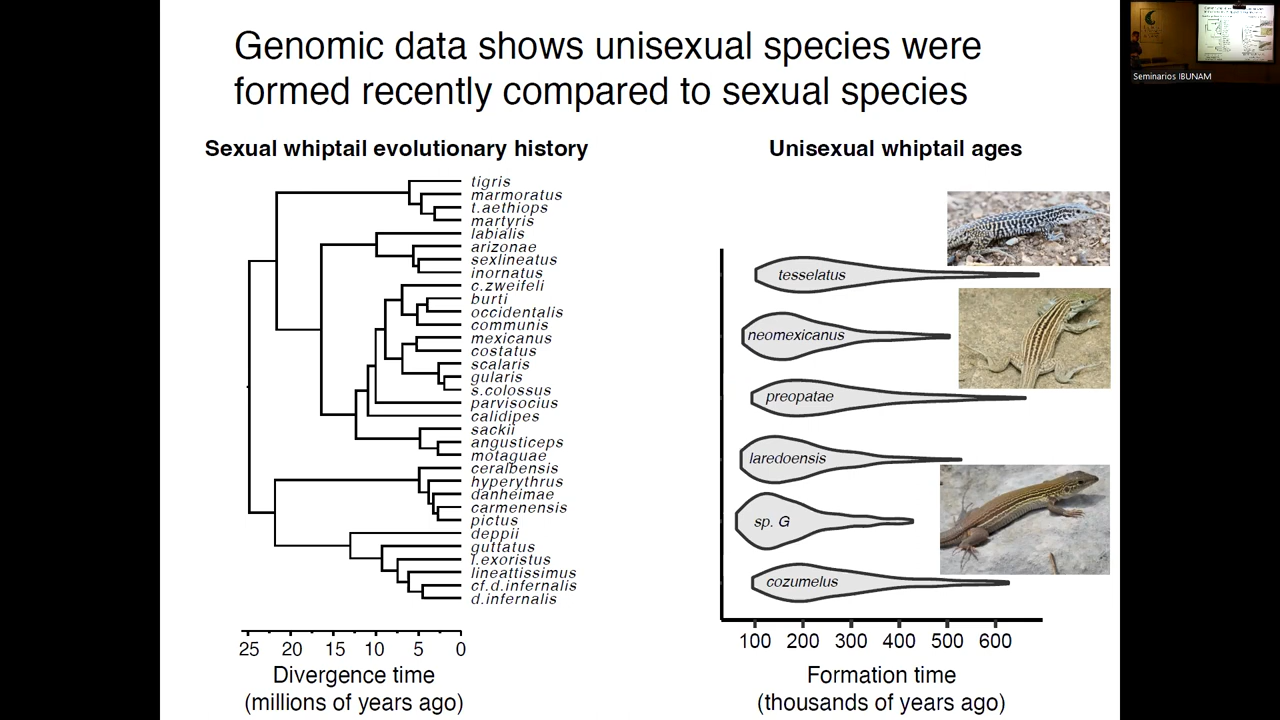 Genomic data shows unisexual species were
formed recently compared to sexual species
Sexual whiptail evolutionary history
tigris
marmoratus
t.aethiops
martyris
labialis
arizonae
sexlineatus
inornatus
c.zweifeli
burti
occidentalis
communis
mexicanus
costatus
scalaris
gularis
s.colossus
parvisocius
calidipes
sackii
angusticeps
motaguae
ceralbensis
hyperythrus
danheimae
carmenensis
pictus
deppii
guttatus
l.exoristus
lineattissimus
cf.d.infernalis
d.infernalis
25 20 15 10 5 0
Divergence time
(millions of years ago)
Unisexual whiptail ages
tesselatus
neomexicanus
preopatae
laredoensis
sp. G
cozumelus
100 200 300 400 500 600
Formation time
(thousands of years ago)
Seminarios IBUNAM